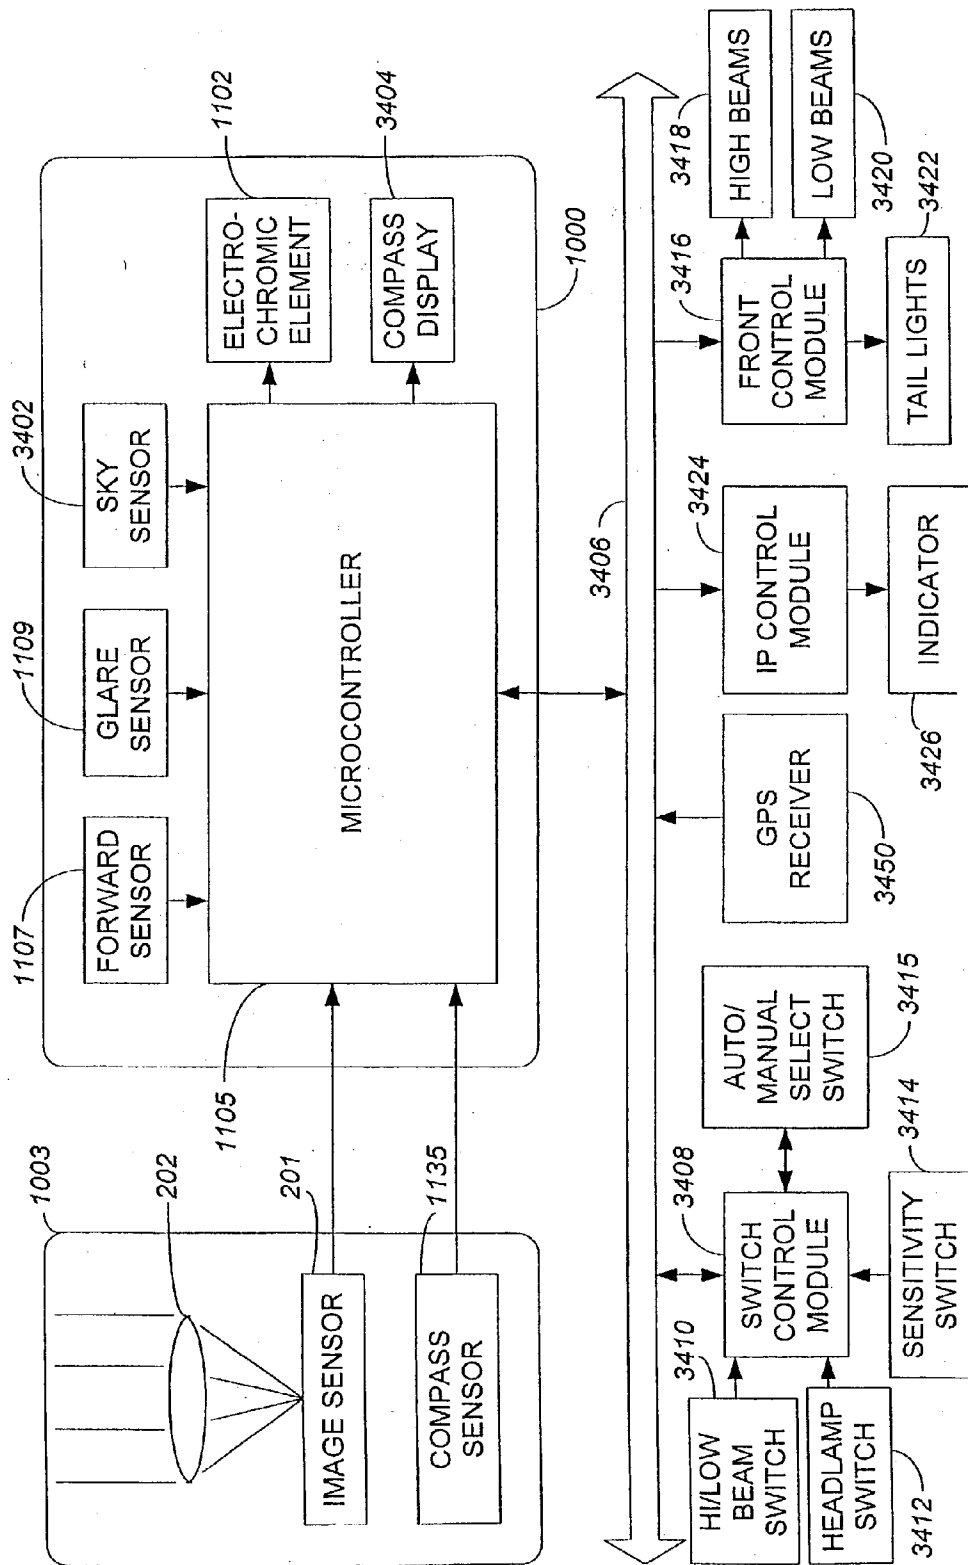 1003
202
201
IMAGE SENSOR
1135
COMPASS
SENSOR
1107
FORWARD
SENSOR
1109
GLARE
SENSOR
3402
SKY
SENSOR
1105
MICROCONTROLLER
1102
ELECTRO-
CHROMIC
ELEMENT
3404
COMPASS
DISPLAY
1000
3406
3410
HI/LOW
BEAM
SWITCH
HEADLAMP
SWITCH
3412
3408
SWITCH
CONTROL
MODULE
3414
SENSITIVITY
SWITCH
AUTO/
MANUAL
SELECT
SWITCH
3415
GPS
RECEIVER
3450
3424
IP CONTROL
MODULE
INDICATOR
3426
3416
FRONT
CONTROL
MODULE
3418
HIGH BEAMS
LOW BEAMS
3420
3422
TAIL LIGHTS